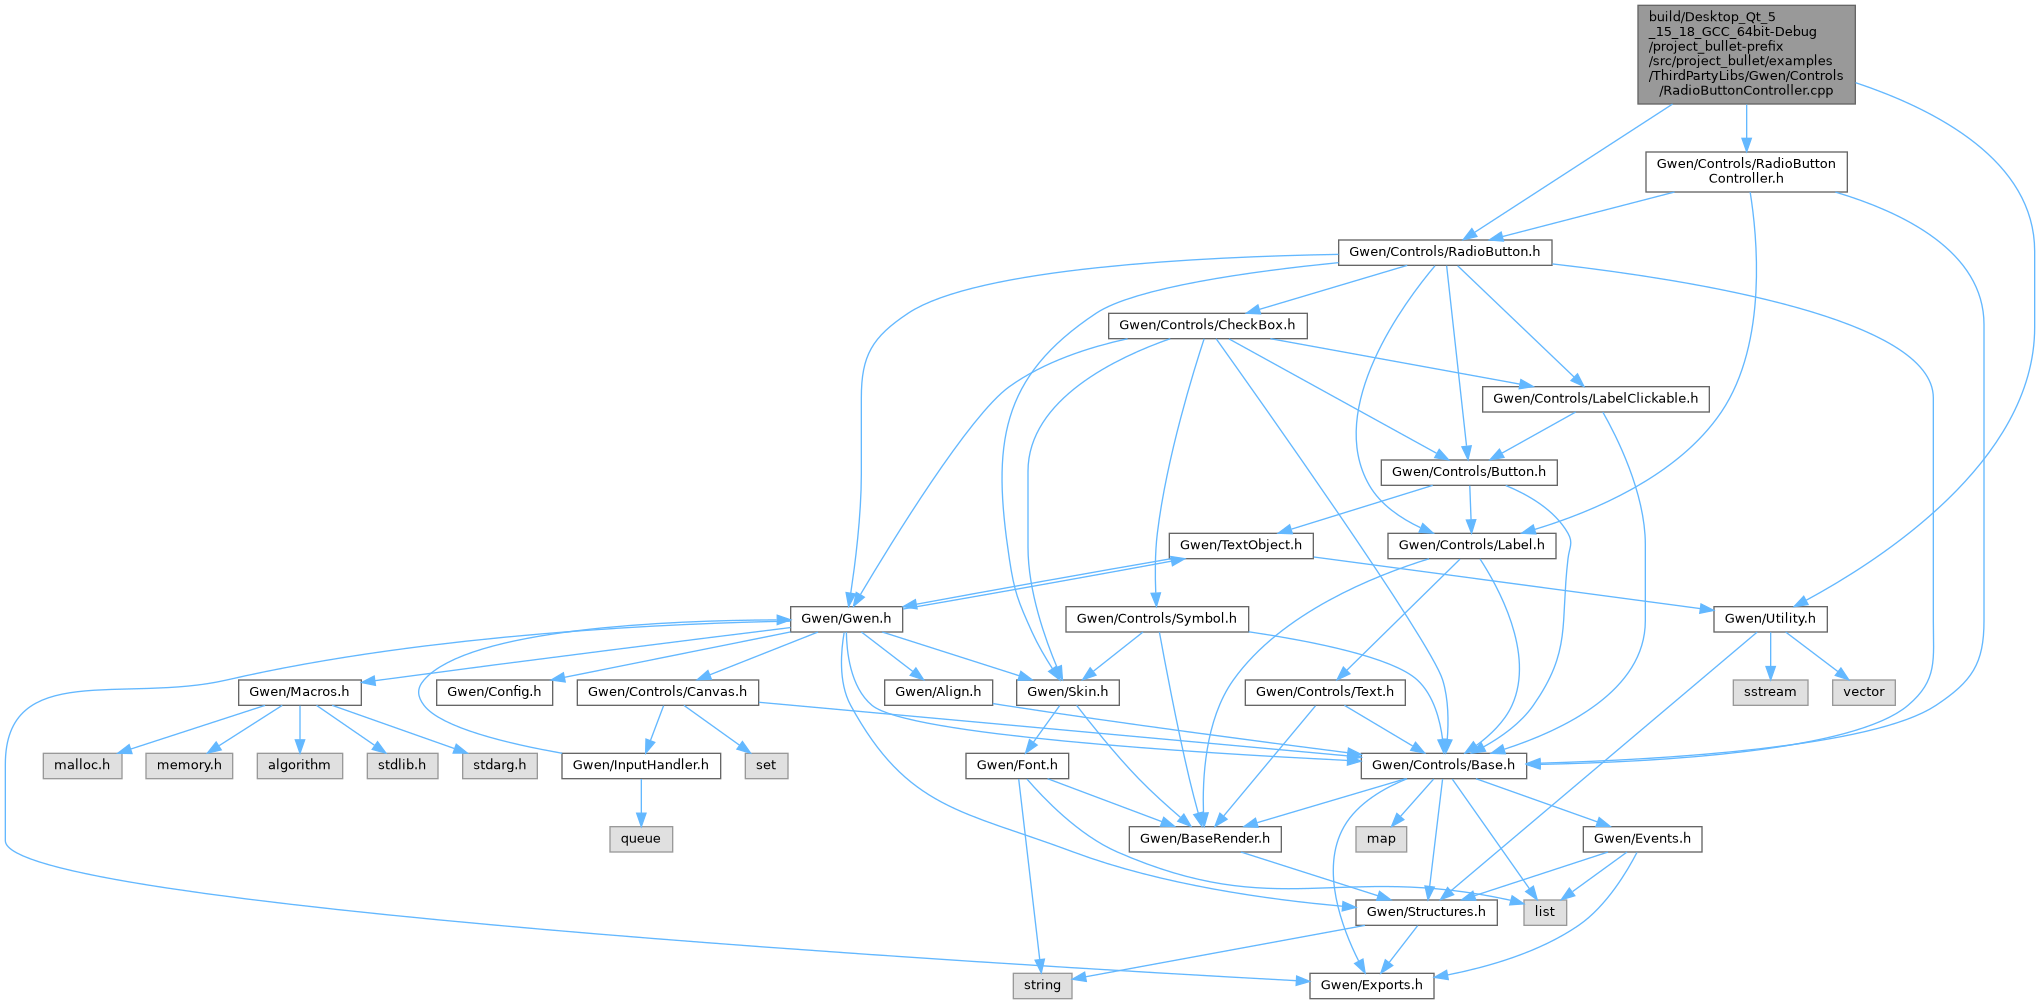 build/Desktop_Qt_5
_15_18_GCC_64bit-Debug
/project_bullet-prefix
/src/project_bullet/examples
/ThirdPartyLibs/Gwen/Controls
/RadioButtonController.cpp
Gwen/Controls/RadioButton
Controller.h
Gwen/Controls/RadioButton.h
Gwen/Controls/CheckBox.h
Gwen/Controls/LabelClickable.h
Gwen/Controls/Button.h
Gwen/TextObject.h
Gwen/Controls/Label.h
Gwen/Gwen.h
Gwen/Controls/Symbol.h
Gwen/Utility.h
Gwen/Macros.h
Gwen/Config.h
Gwen/Controls/Canvas.h
Gwen/Align.h
Gwen/Skin.h
Gwen/Controls/Text.h
sstream
vector
malloc.h
memory.h
algorithm
stdlib.h
stdarg.h
Gwen/InputHandler.h
set
Gwen/Font.h
Gwen/Controls/Base.h
queue
Gwen/BaseRender.h
map
Gwen/Events.h
Gwen/Structures.h
list
string
Gwen/Exports.h